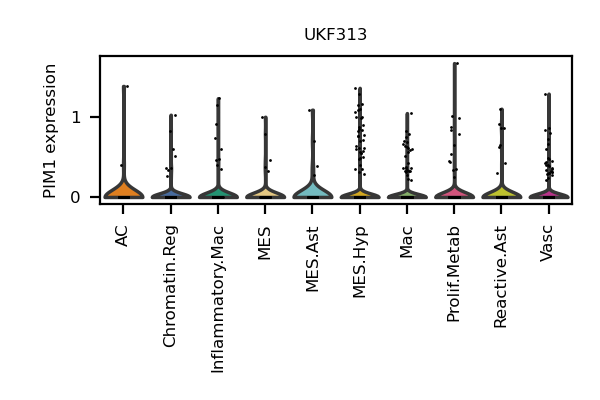 UKF313
PIM1 expression
1
0
AC
Chromatin.Reg
Inflammatory.Mac
MES
MES.Ast
MES.Hyp
Mac
Prolif.Metab
Reactive.Ast
Vasc